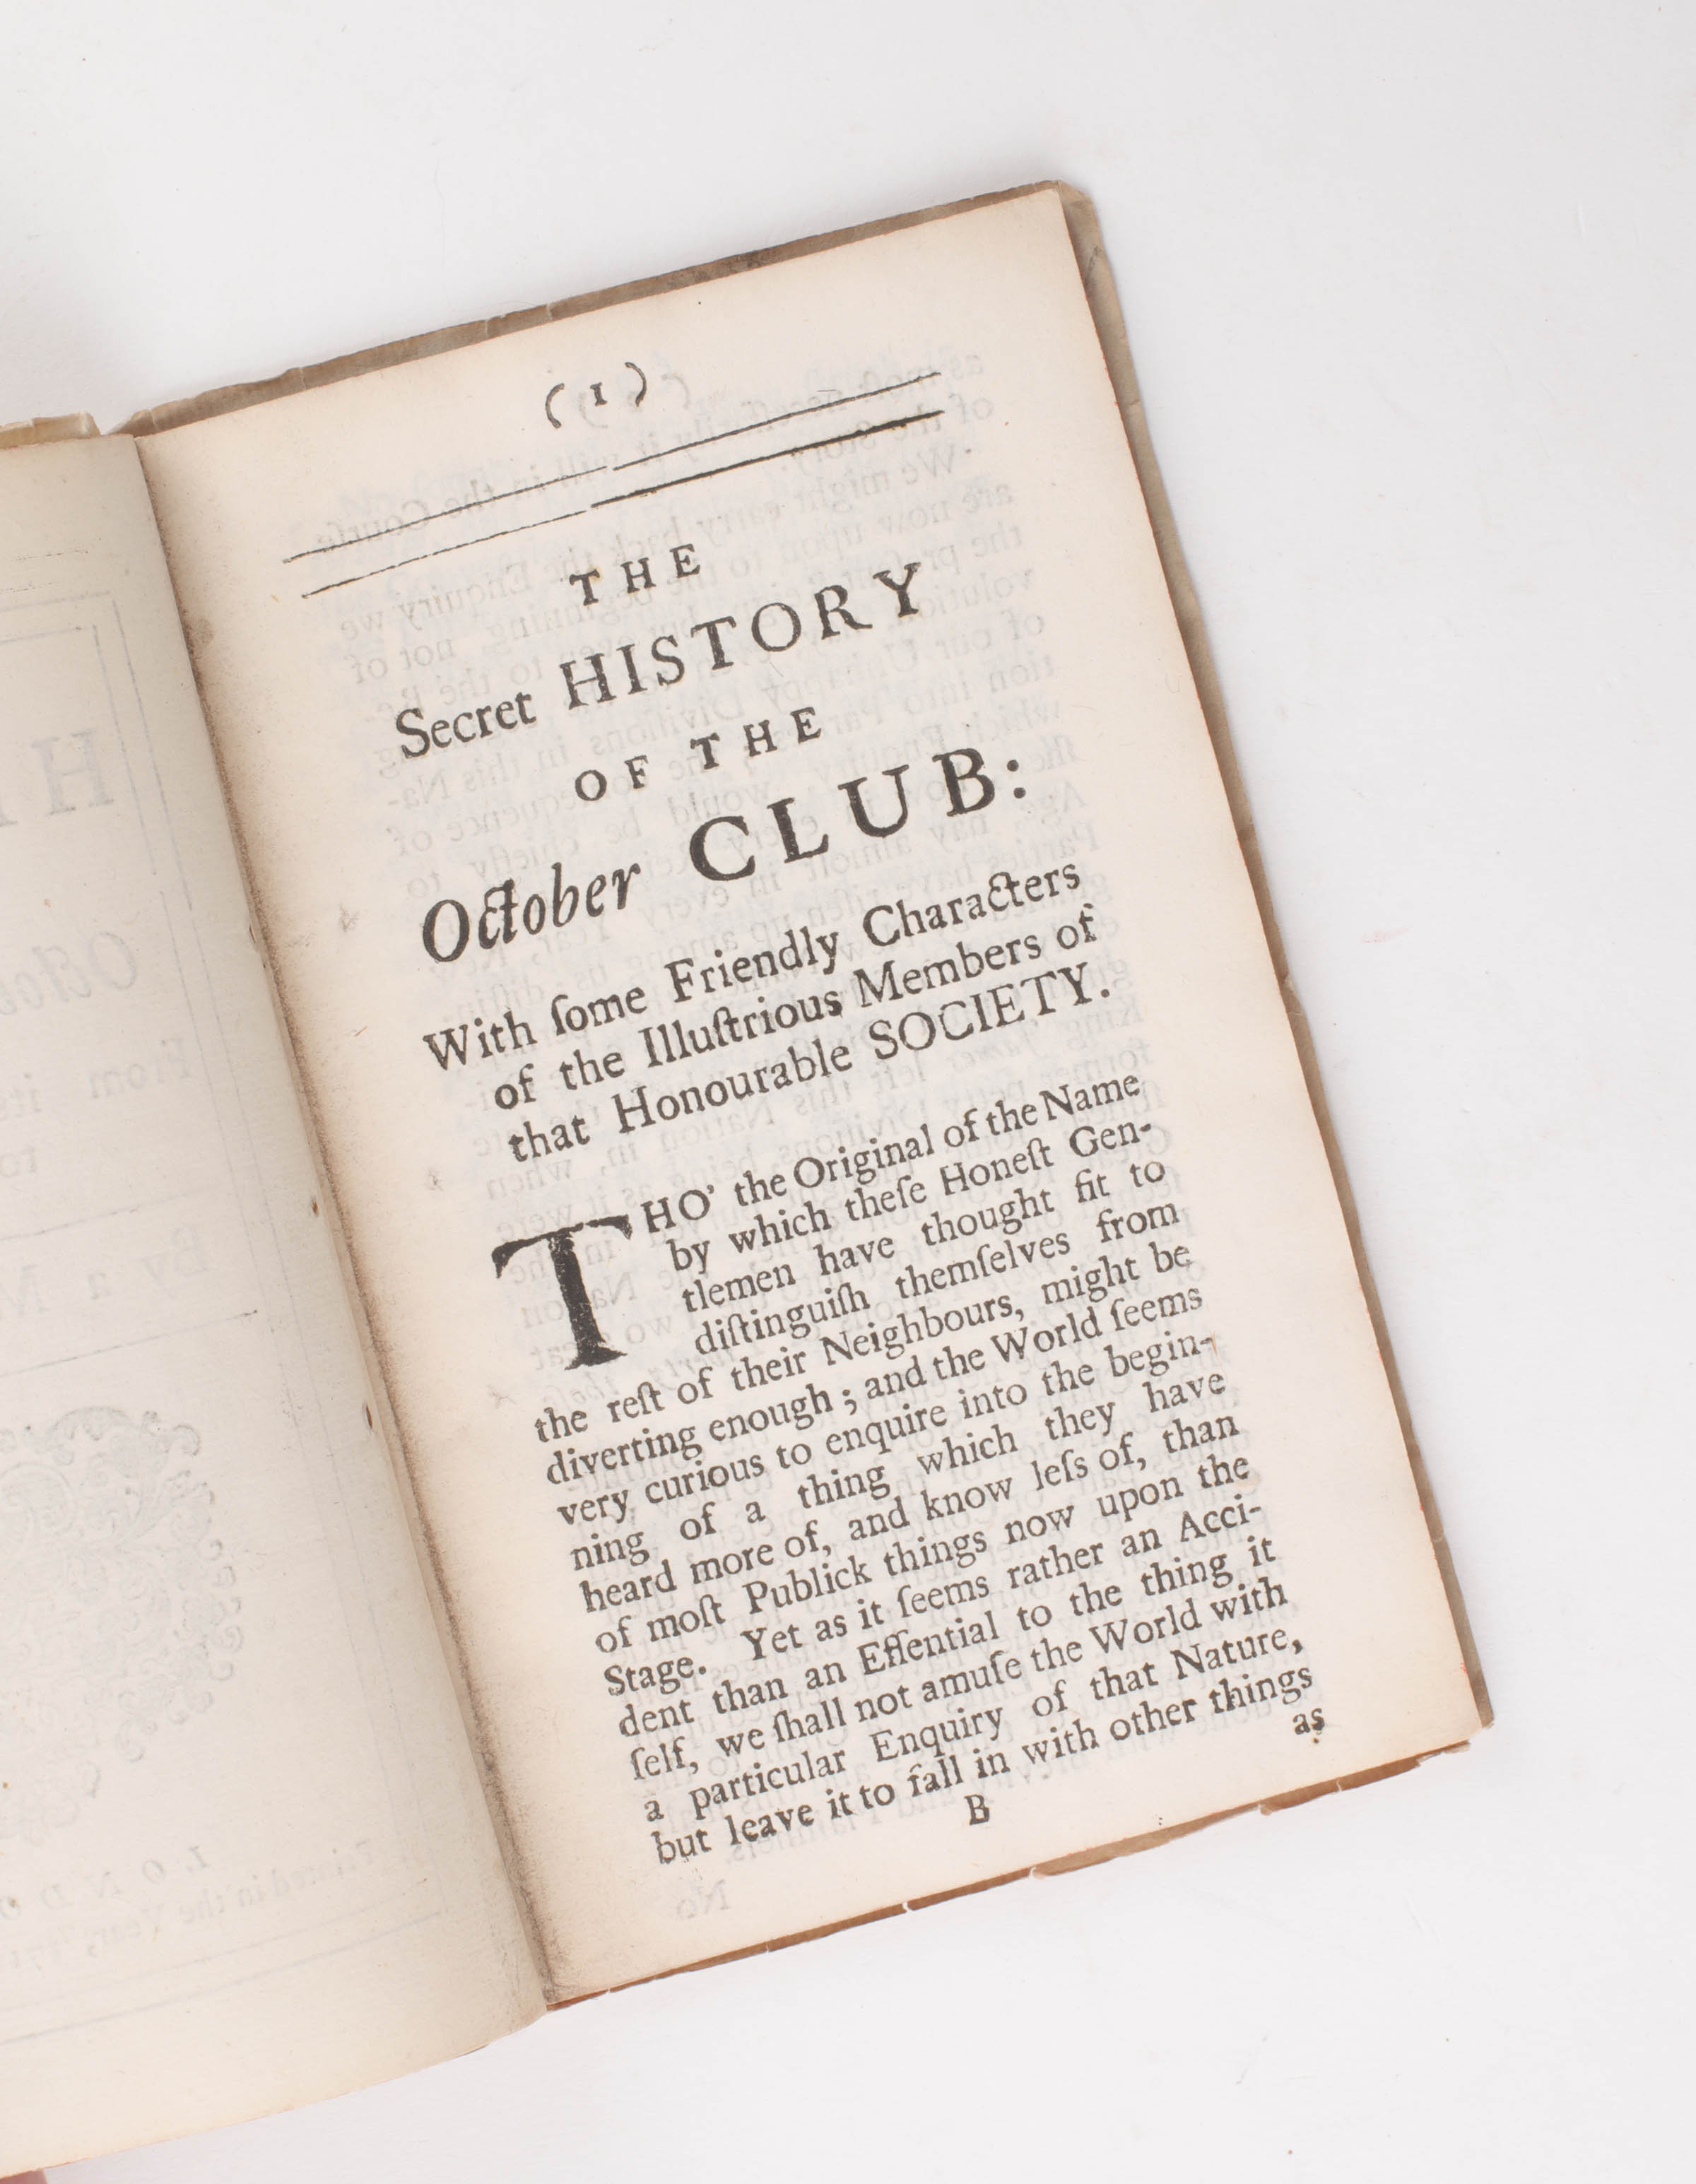 ( 1 )
THE
Secret HISTORY
OF THE
October CLUB:
With ſome Friendly Characters
of the Illuſtrious Members of
that Honourable SOCIETY.
THO' the Original of the Name
by which theſe Honeſt Gen-
tlemen have thought fit to
diſtinguiſh themſelves from
the reſt of their Neighbours, might be
diverting enough; and the World ſeems
very curious to enquire into the begin-
ning of a thing which they have
heard more of, and know leſs of, than
of moſt Publick things now upon the
Stage. Yet as it ſeems rather an Acci-
dent than an Eſſential to the thing it
ſelf, we ſhall not amuſe the World with
a particular Enquiry of that Nature,
but leave it to fall in with other things
B
as